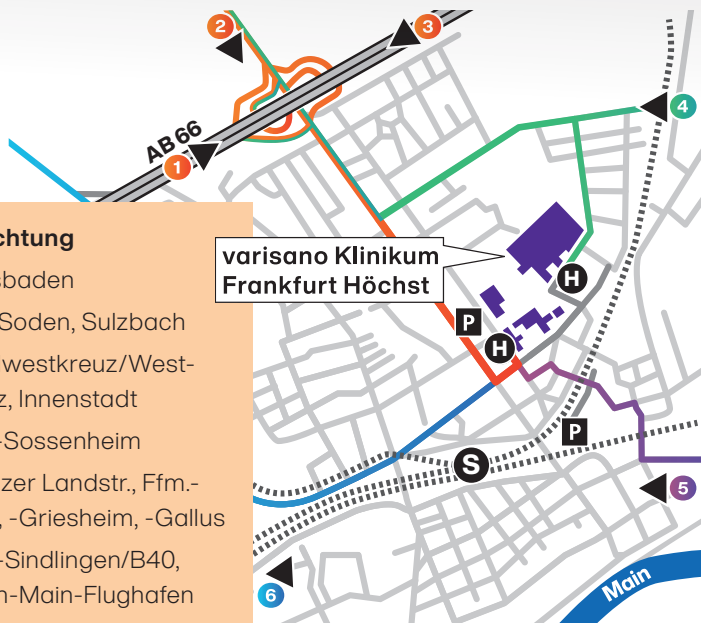 2
3
4
AB 66
1
chtung
sbaden
Soden, Sulzbach
lwestkreuz/West-
z, Innenstadt
-Sossenheim
zer Landstr., Ffm.-
, -Griesheim, -Gallus
-Sindlingen/B40,
n-Main-Flughafen
varisano Klinikum
Frankfurt Höchst
H
P
H
P
S
5
6
Main